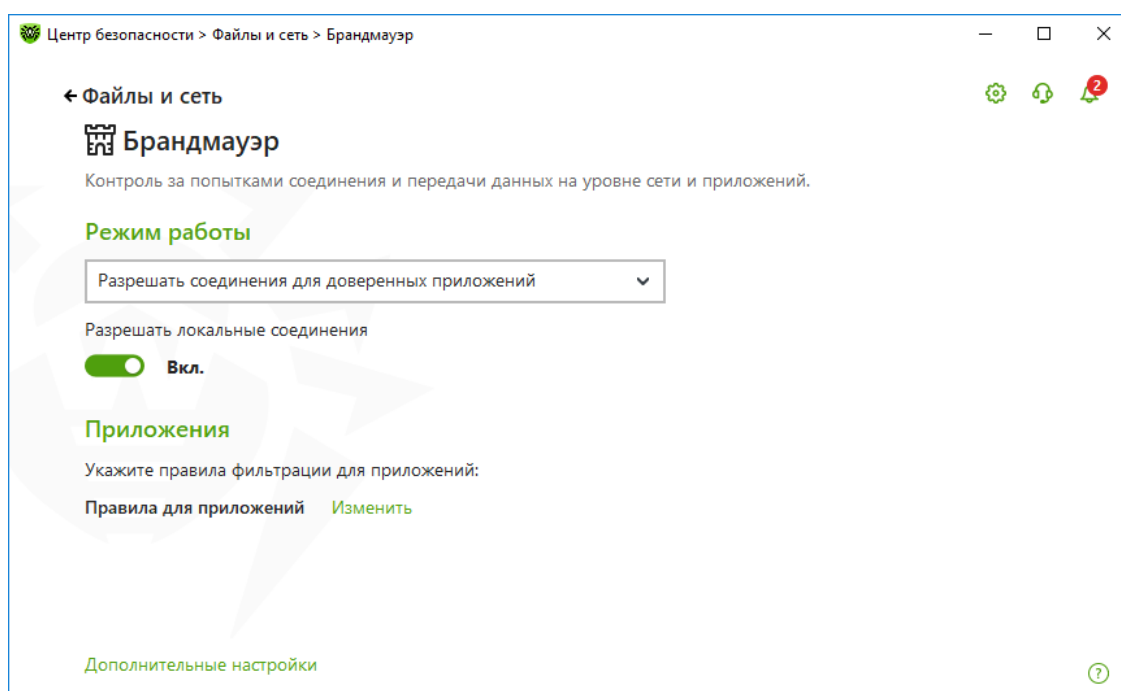 Центр безопасности > Файлы и сеть > Брандмауэр
Файлы и сеть
2
Брандмауэр
Контроль за попытками соединения и передачи данных на уровне сети и приложений.
Режим работы
Разрешать соединения для доверенных приложений
Разрешать локальные соединения
Вкл.
Приложения
Укажите правила фильтрации для приложений:
Правила для приложений Изменить
Дополнительные настройки
?